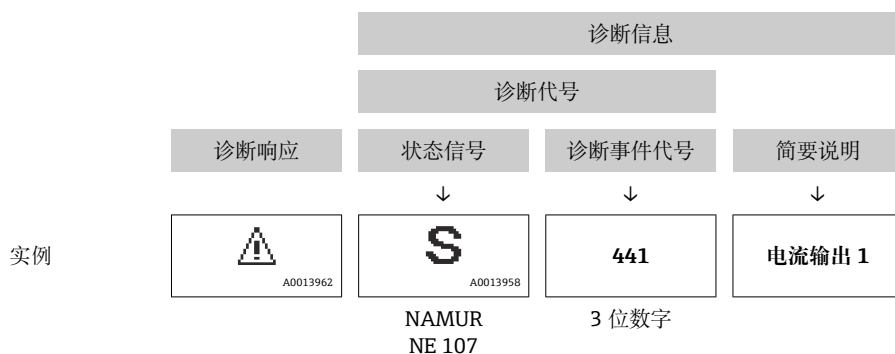 诊断信息
诊断代号
诊断响应 状态信号 诊断事件代号 简要说明
↓ ↓ ↓
实例 S 441 电流输出 1
A0013962 A0013958
NAMUR 3 位数字
NE 107